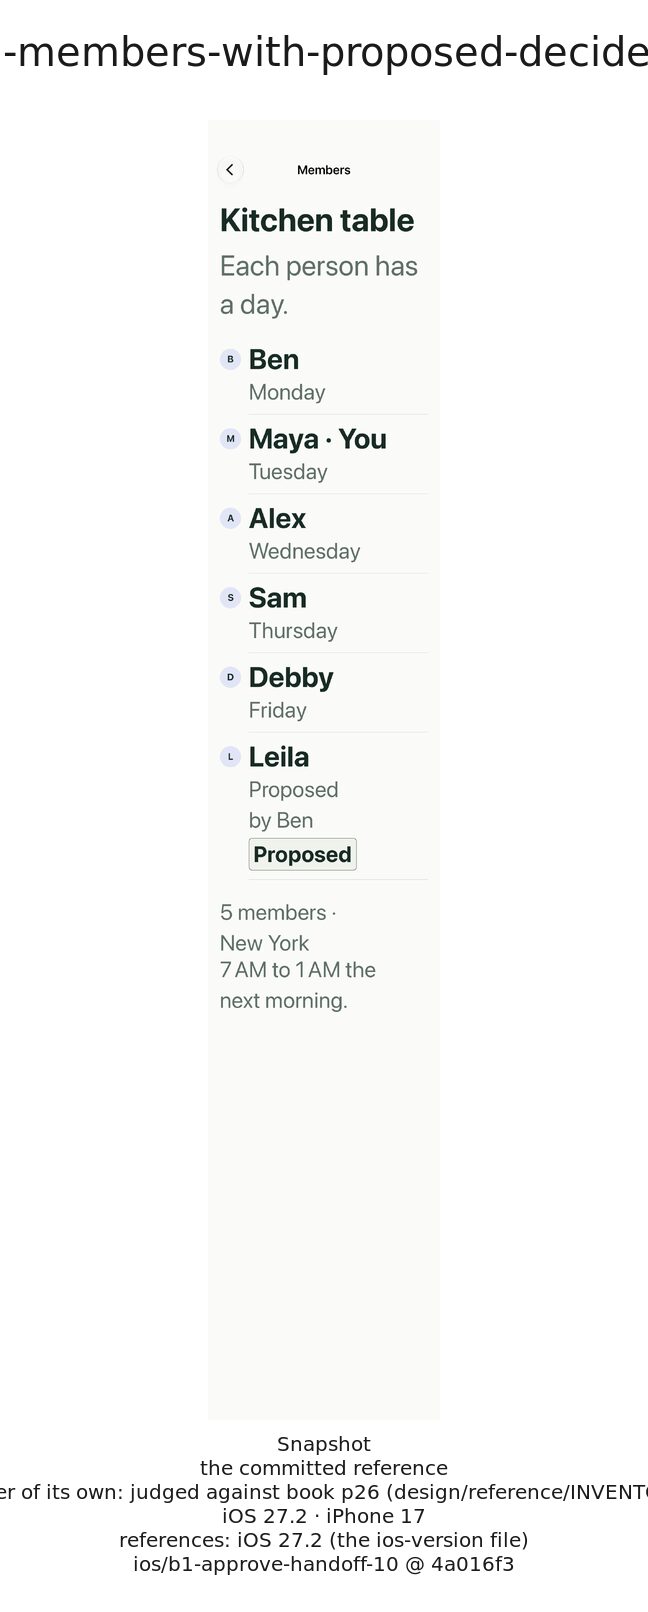 -members-with-proposed-decide
Members
Kitchen table
Each person has
a day.
B
Ben
Monday
M
Maya · You
Tuesday
A
Alex
Wednesday
S
Sam
Thursday
D
Debby
Friday
L
Leila
Proposed
by Ben
Proposed
5 members ·
New York
7 AM to 1 AM the
next morning.
Snapshot
the committed reference
of its own: judged against book p26 (design/reference/INVENTO
iOS 27.2 · iPhone 17
references: iOS 27.2 (the ios-version file)
ios/b1-approve-handoff-10 @ 4a016f3